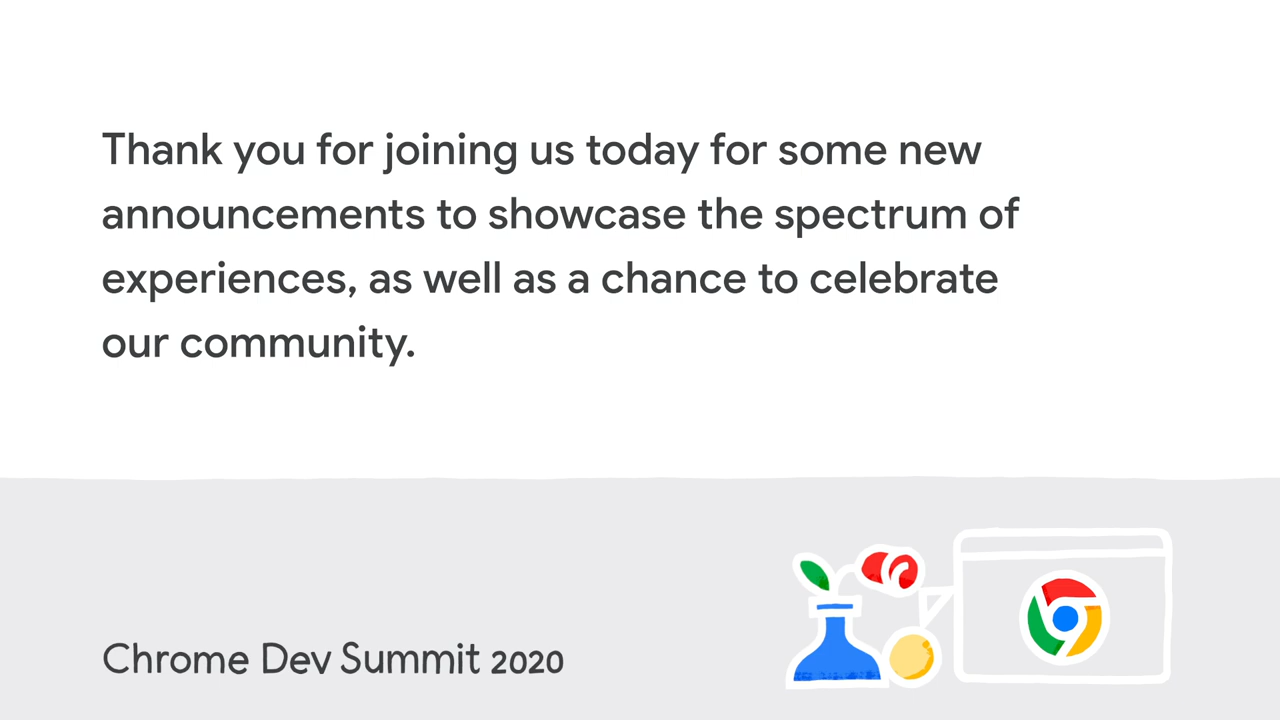 Thank you for joining us today for some new
announcements to showcase the spectrum of
experiences, as well as a chance to celebrate
our community.
Chrome Dev Summit 2020